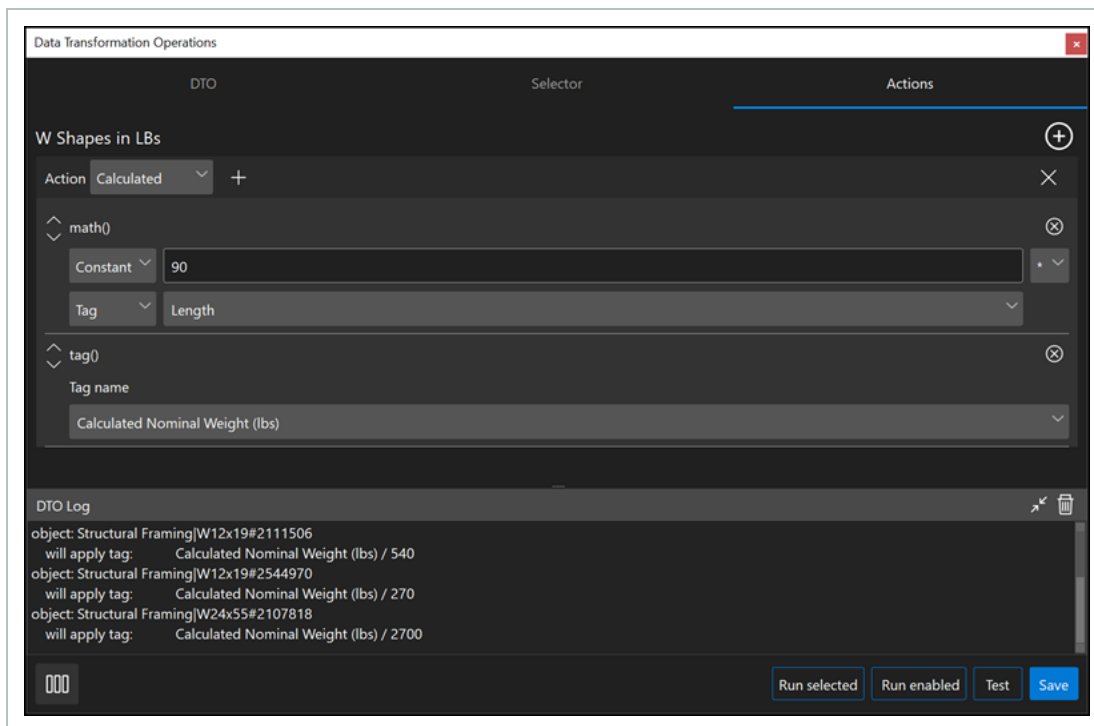 Data Transformation Operations
DTO Selector Actions
W Shapes in LBs
Action Calculated
math()
Constant 90 *
Tag Length
tag()
Tag name
Calculated Nominal Weight (lbs)
DTO Log
object: Structural Framing|W12x19#2111506
will apply tag: Calculated Nominal Weight (lbs) / 540
object: Structural Framing|W12x19#2544970
will apply tag: Calculated Nominal Weight (lbs) / 270
object: Structural Framing|W24x55#2107818
will apply tag: Calculated Nominal Weight (lbs) / 2700
Run selected Run enabled Test Save